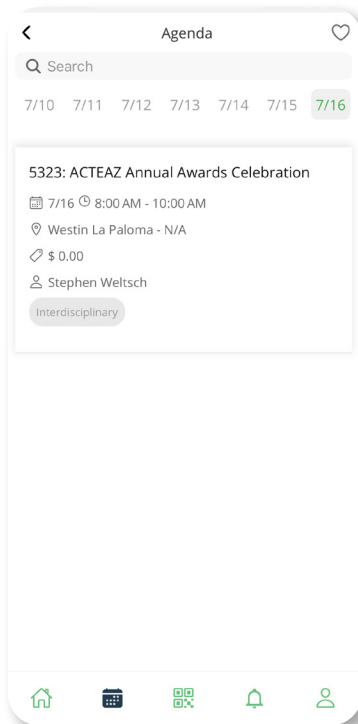 Agenda
Search
7/10 7/11 7/12 7/13 7/14 7/15 7/16
5323: ACTEAZ Annual Awards Celebration
7/16 8:00 AM - 10:00 AM
Westin La Paloma - N/A
$ 0.00
Stephen Weltsch
Interdisciplinary